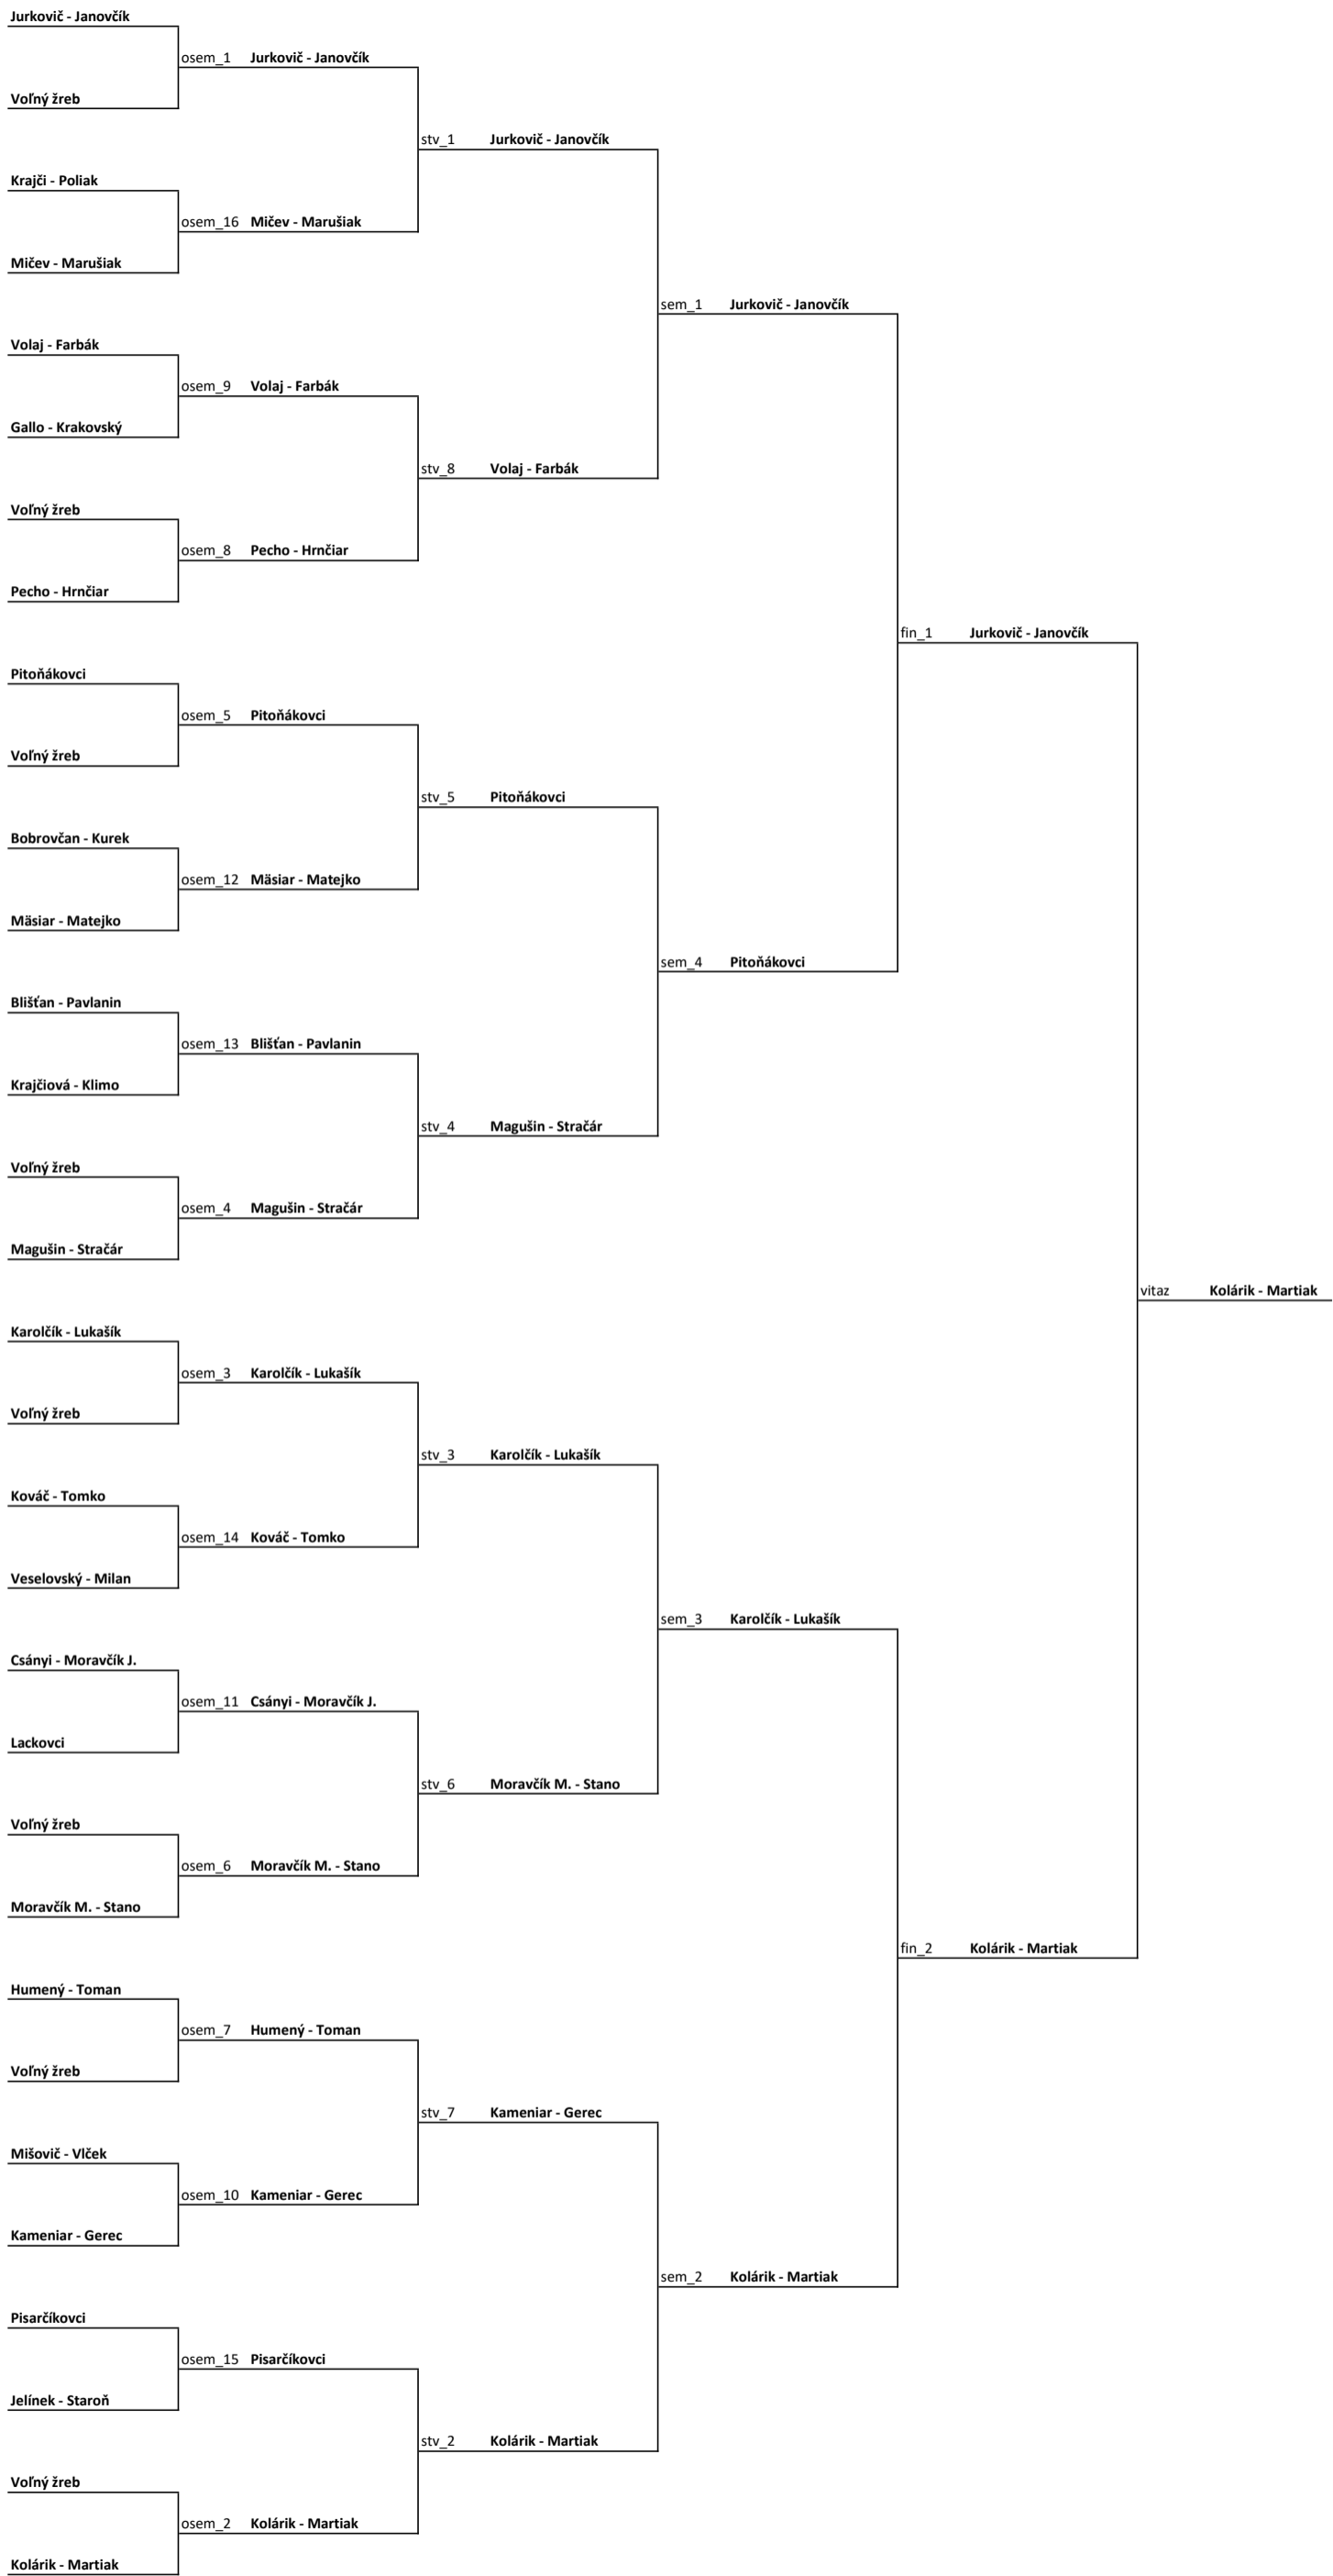 Jurkovič - Janovčík
osem_1 Jurkovič - Janovčík
Voľný žreb
stv_1 Jurkovič - Janovčík
Krajči - Poliak
osem_16 Mičev - Marušiak
Mičev - Marušiak
sem_1 Jurkovič - Janovčík
Volaj - Farbák
osem_9 Volaj - Farbák
Gallo - Krakovský
stv_8 Volaj - Farbák
Voľný žreb
osem_8 Pecho - Hrnčiar
Pecho - Hrnčiar
fin_1 Jurkovič - Janovčík
Pitoňákovci
osem_5 Pitoňákovci
Voľný žreb
stv_5 Pitoňákovci
Bobrovčan - Kurek
osem_12 Mäsiar - Matejko
Mäsiar - Matejko
sem_4 Pitoňákovci
Blišťan - Pavlanin
osem_13 Blišťan - Pavlanin
Krajčiová - Klimo
stv_4 Magušin - Stračár
Voľný žreb
osem_4 Magušin - Stračár
Magušin - Stračár
vitaz Kolárik - Martiak
Karolčík - Lukašík
osem_3 Karolčík - Lukašík
Voľný žreb
stv_3 Karolčík - Lukašík
Kováč - Tomko
osem_14 Kováč - Tomko
Veselovský - Milan
sem_3 Karolčík - Lukašík
Csányi - Moravčík J.
osem_11 Csányi - Moravčík J.
Lackovci
stv_6 Moravčík M. - Stano
Voľný žreb
osem_6 Moravčík M. - Stano
Moravčík M. - Stano
fin_2 Kolárik - Martiak
Humený - Toman
osem_7 Humený - Toman
Voľný žreb
stv_7 Kameniar - Gerec
Mišovič - Vlček
osem_10 Kameniar - Gerec
Kameniar - Gerec
sem_2 Kolárik - Martiak
Pisarčíkovci
osem_15 Pisarčíkovci
Jelínek - Staroň
stv_2 Kolárik - Martiak
Voľný žreb
osem_2 Kolárik - Martiak
Kolárik - Martiak